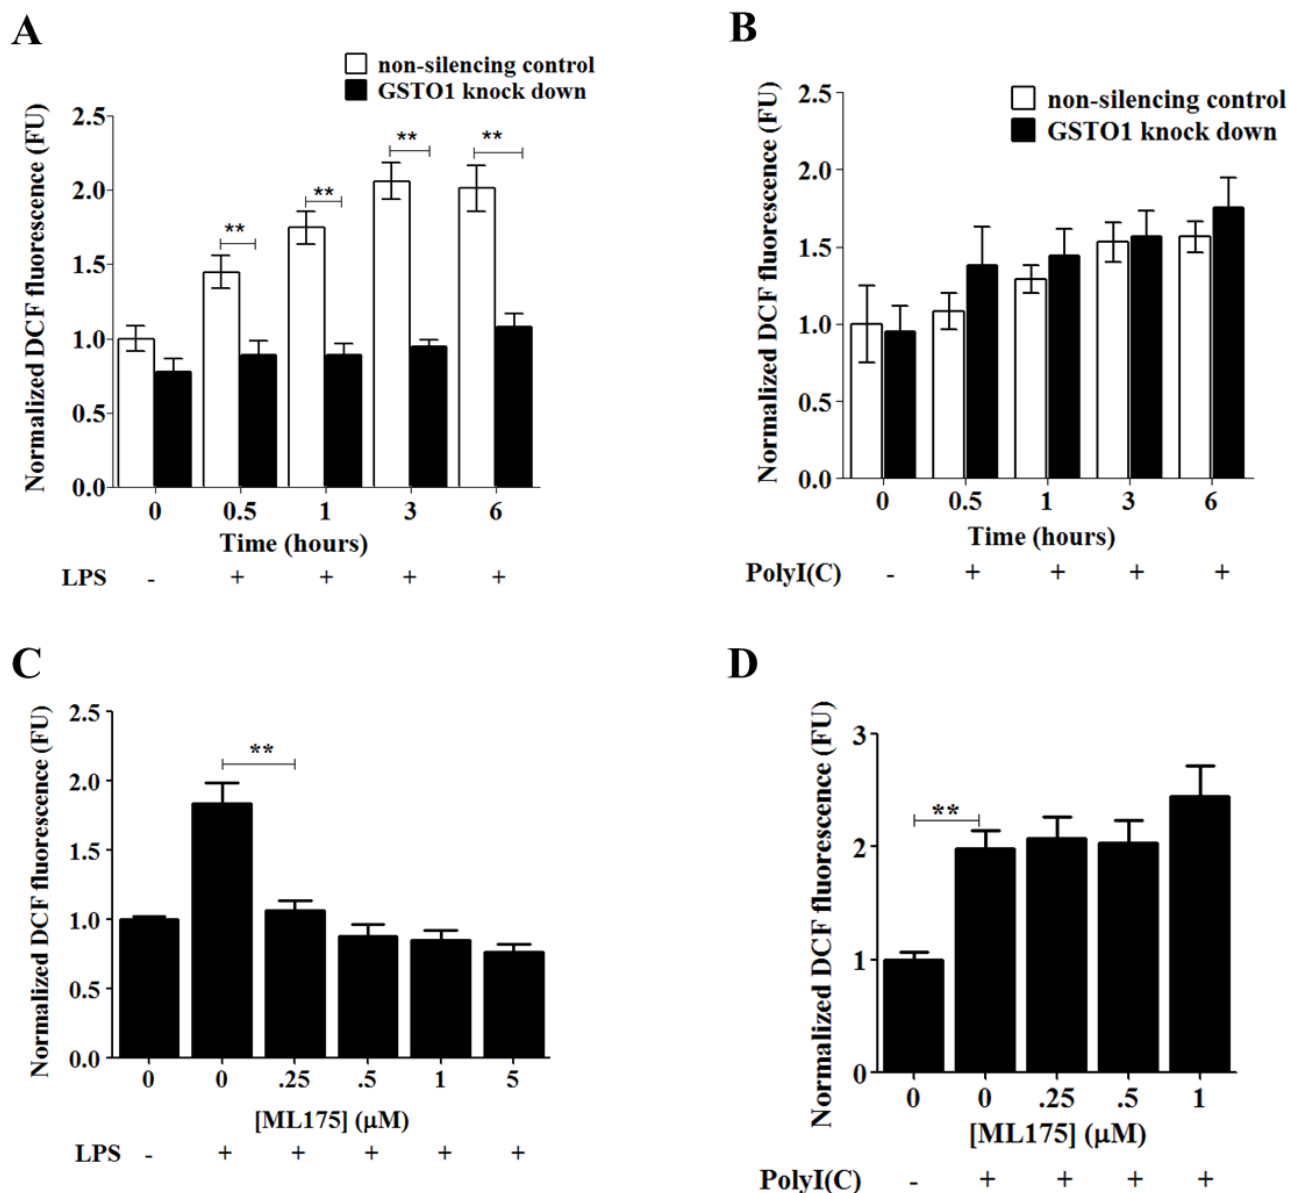 A
non-silencing control
GSTO1 knock down
Normalized DCF fluorescence (FU)
2.5
2.0
1.5
1.0
0.5
0.0
**
**
**
**
0 0.5 1 3 6
Time (hours)
LPS - + + + +
B
non-silencing control
GSTO1 knock down
Normalized DCF fluorescence (FU)
2.5
2.0
1.5
1.0
0.5
0.0
0 0.5 1 3 6
Time (hours)
PolyI(C) - + + + +
C
Normalized DCF fluorescence (FU)
2.5
2.0
1.5
1.0
0.5
0.0
**
0 0 .25 .5 1 5
[ML175] (μM)
LPS - + + + + +
D
Normalized DCF fluorescence (FU)
3
2
1
0
**
0 0 .25 .5 1
[ML175] (μM)
PolyI(C) - + + + +